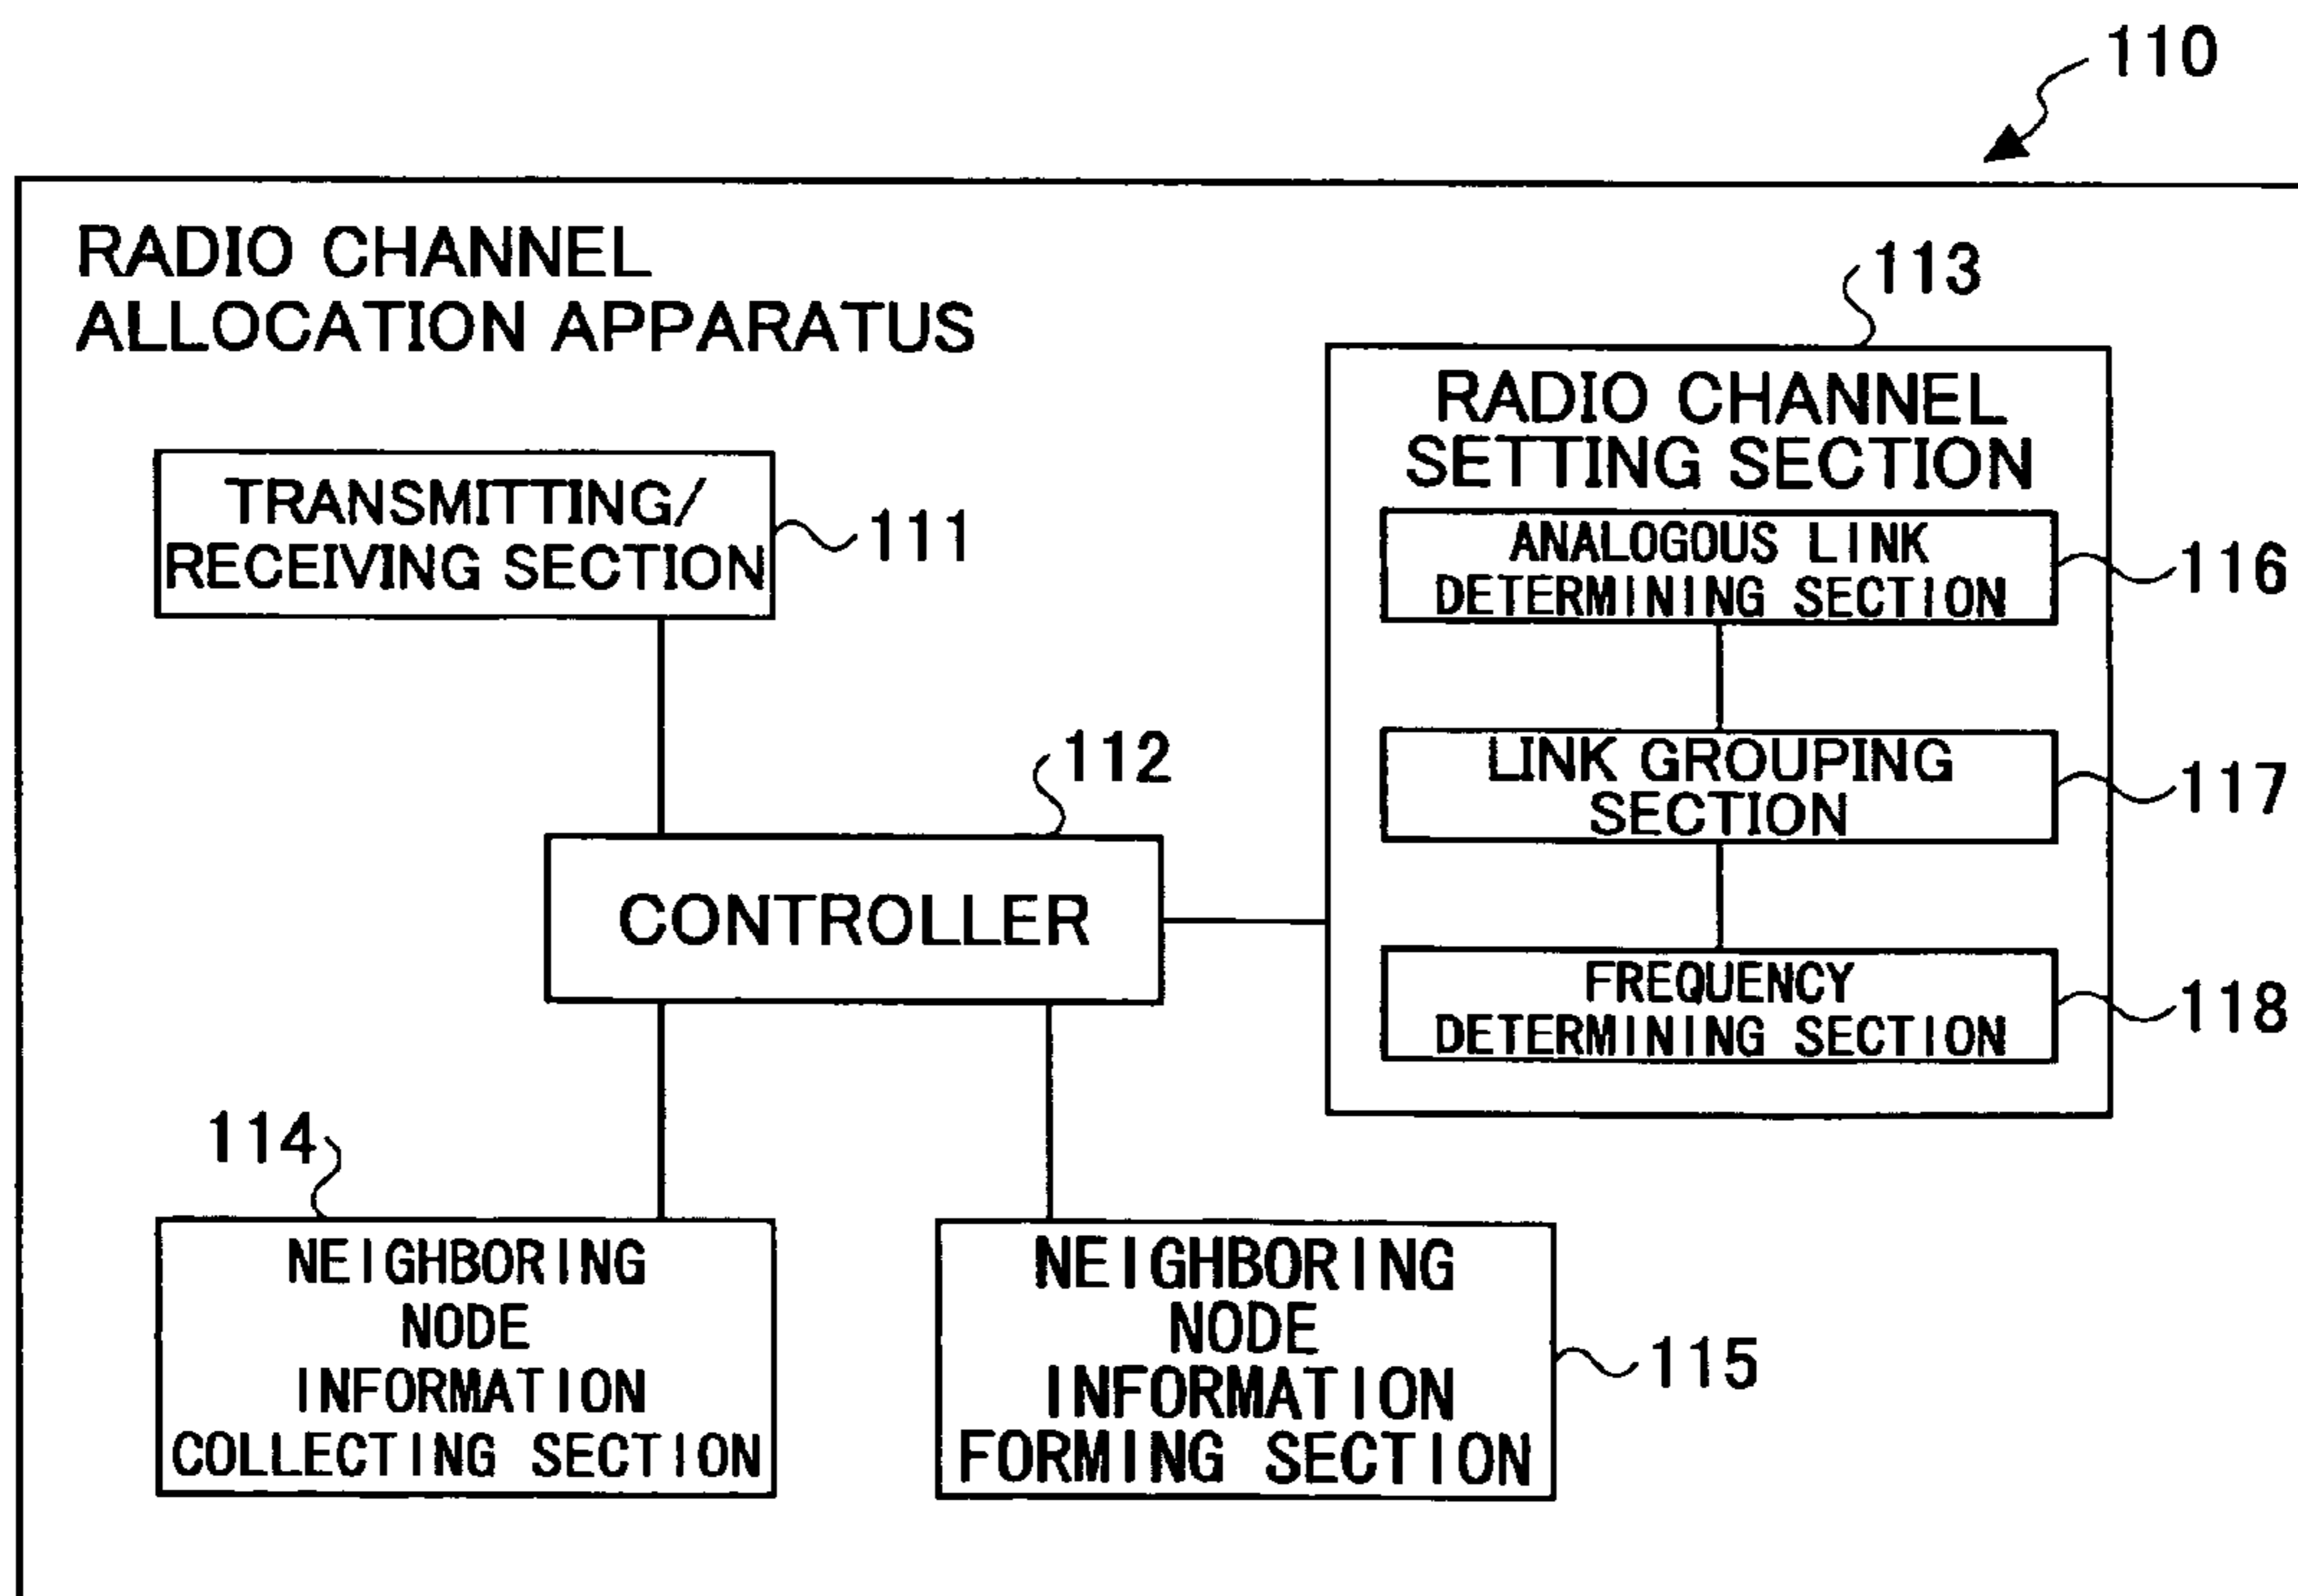 110
RADIO CHANNEL
ALLOCATION APPARATUS
113
RADIO CHANNEL
SETTING SECTION
TRANSMITTING/
RECEIVING SECTION
111
ANALOGOUS LINK
DETERMINING SECTION
116
112
LINK GROUPING
SECTION
117
CONTROLLER
FREQUENCY
DETERMINING SECTION
118
114
NEIGHBORING
NODE
INFORMATION
COLLECTING SECTION
NEIGHBORING
NODE
INFORMATION
FORMING SECTION
115